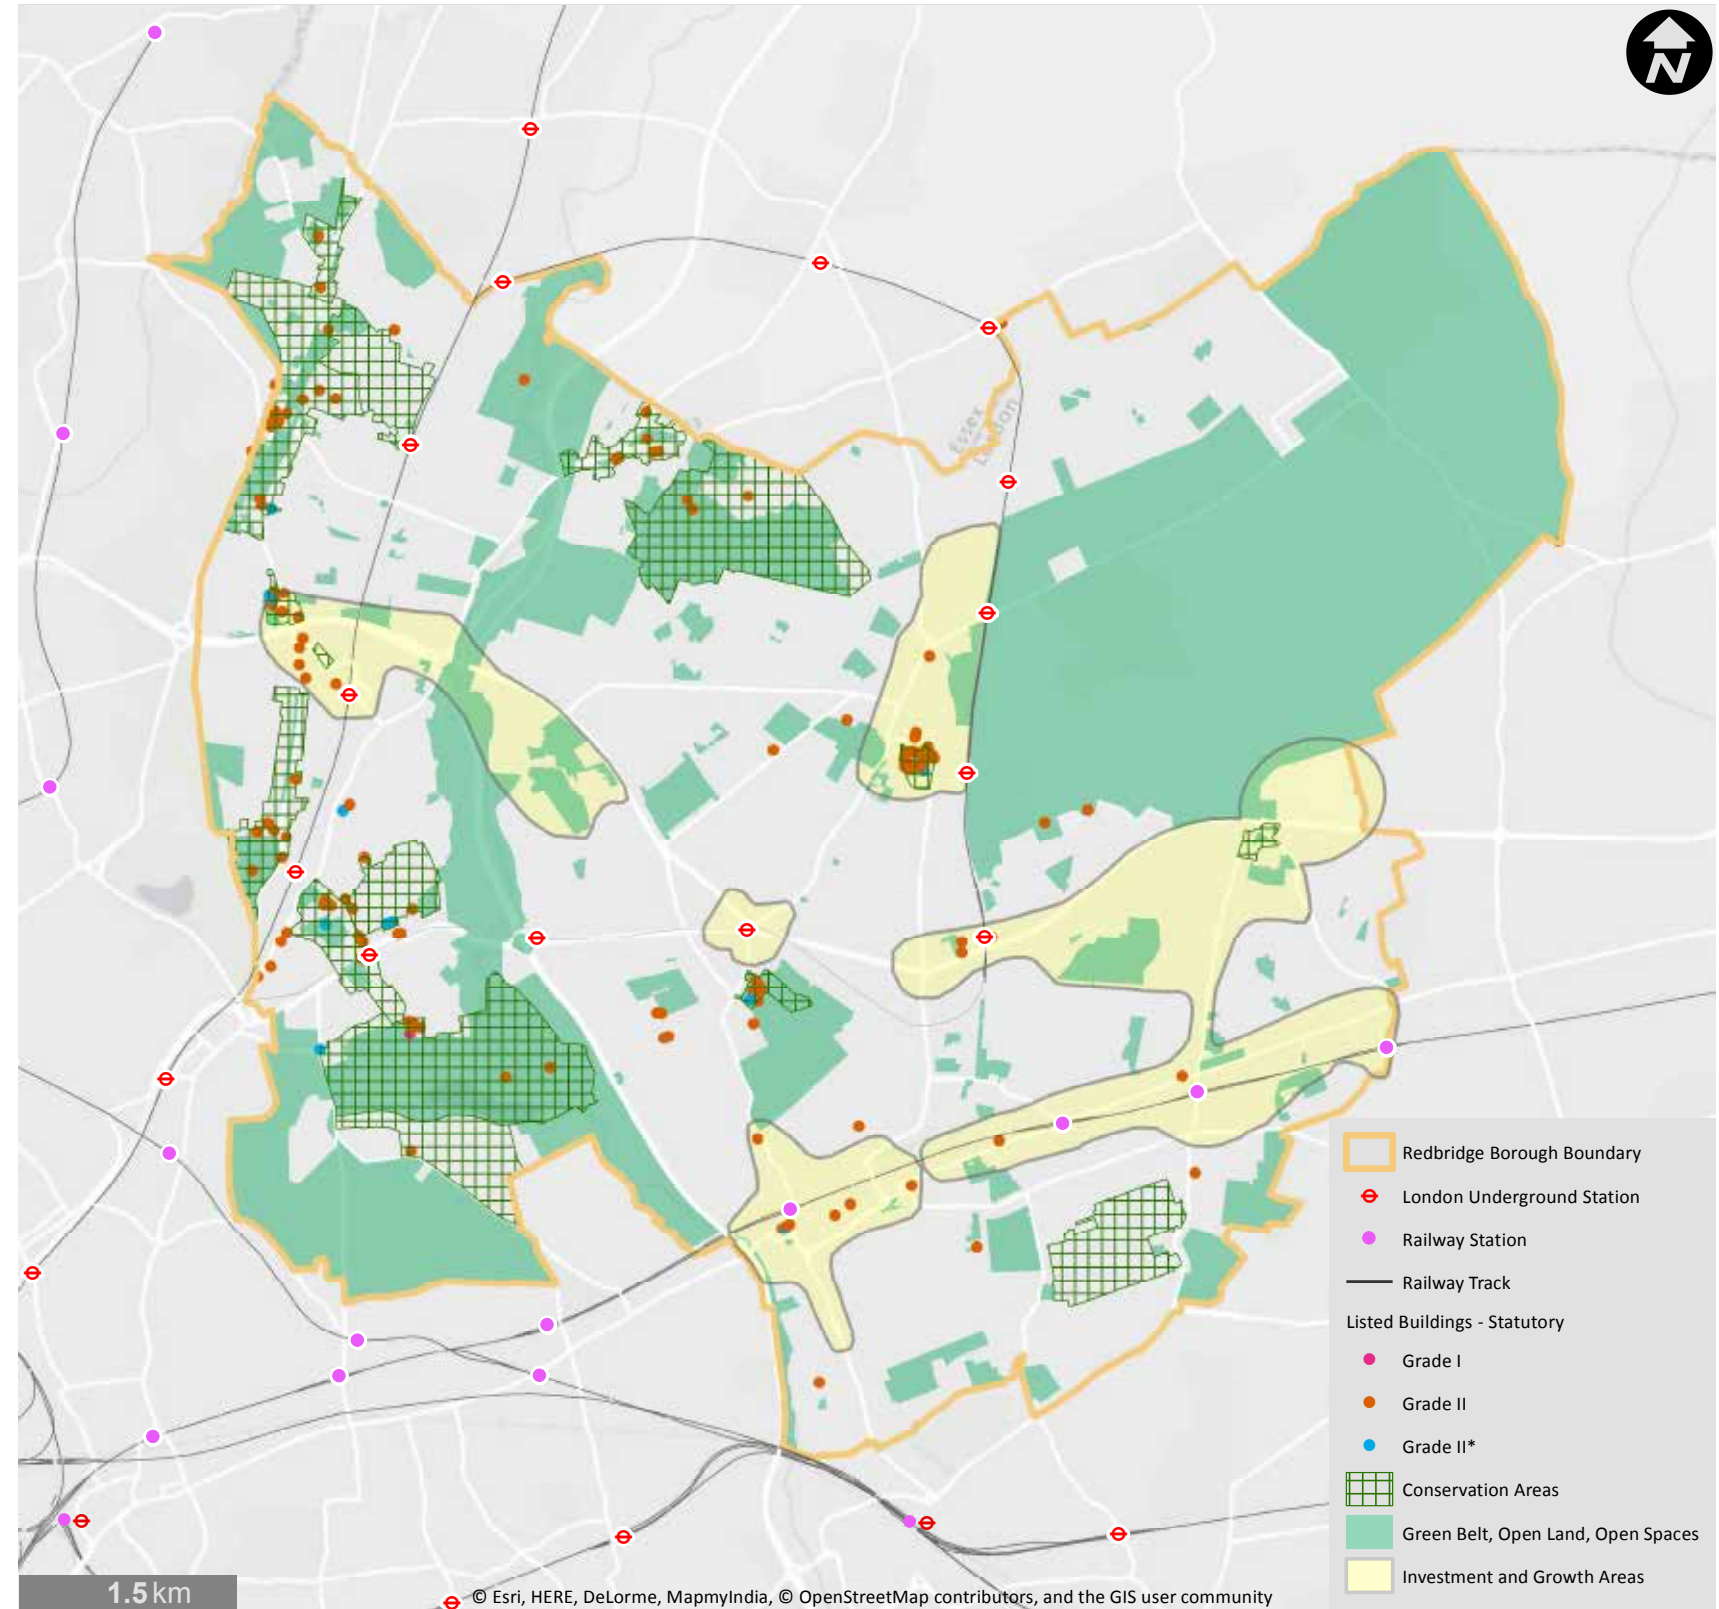 N
Essex
London
Redbridge Borough Boundary
London Underground Station
Railway Station
Railway Track
Listed Buildings - Statutory
Grade I
Grade II
Grade II*
Conservation Areas
Green Belt, Open Land, Open Spaces
Investment and Growth Areas
1.5 km
© Esri, HERE, DeLorme, MapmyIndia, © OpenStreetMap contributors, and the GIS user community